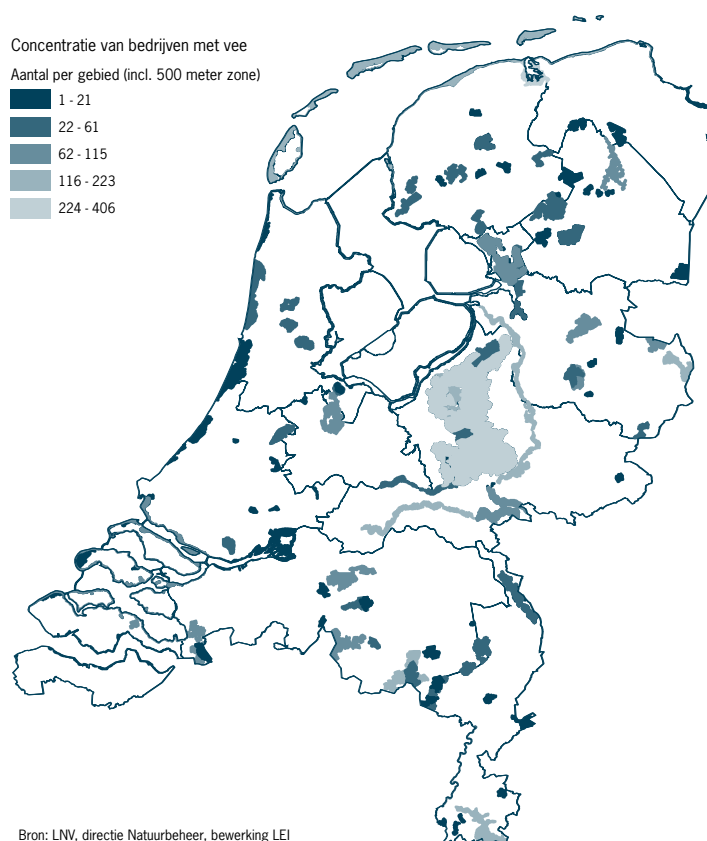 Concentratie van bedrijven met vee
Aantal per gebied (incl. 500 meter zone)
1 - 21
22 - 61
62 - 115
116 - 223
224 - 406
Bron: LNV, directie Natuurbeheer, bewerking LEI